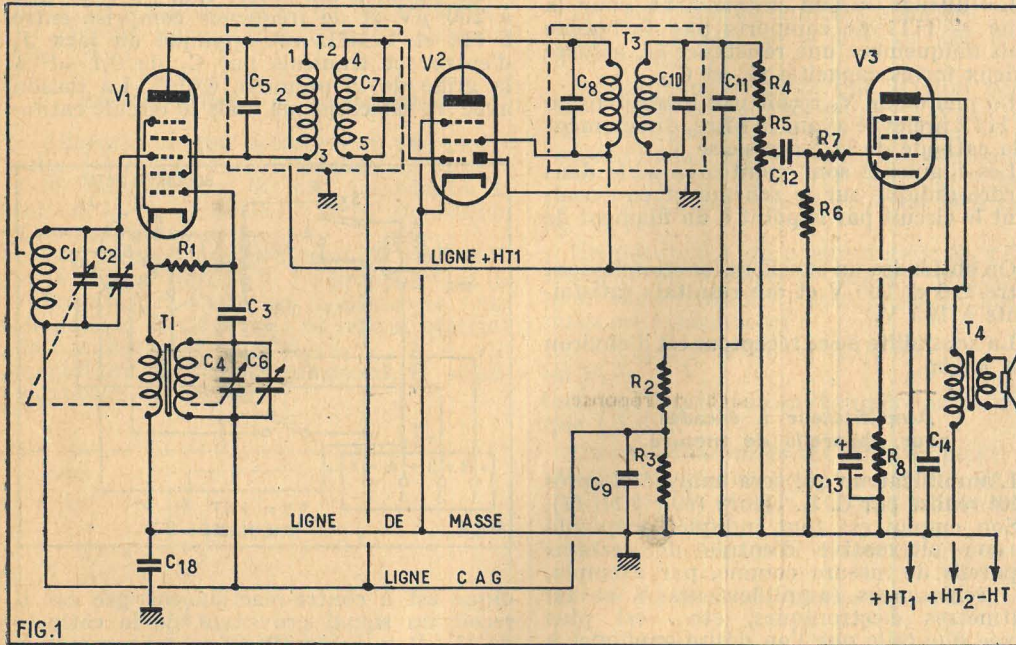 T2
T3
V1
V2
V3
1
4
C5
2
C7
C8
C10
C11
R4
R5
R7
3
5
C12
R6
L
C1
C2
R1
LIGNE +HT1
C3
T1
C4
C6
T4
R2
R3
C9
R8
C13
C14
+
LIGNE DE MASSE
C18
LIGNE CAG
+HT1 +HT2 -HT
FIG.1